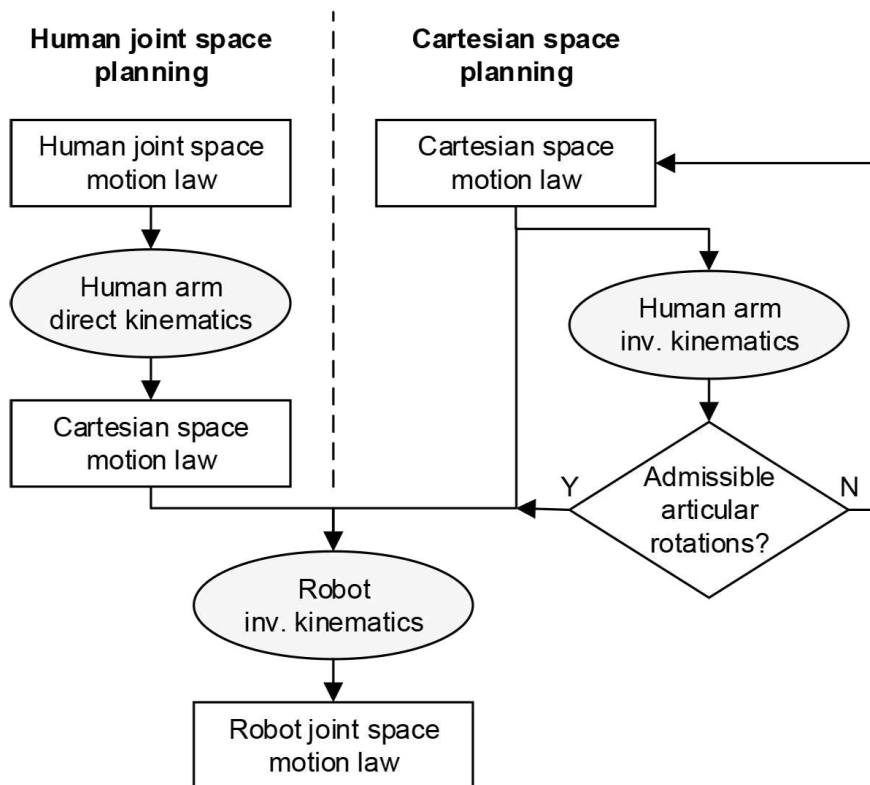 Human joint space
planning
Human joint space
motion law
Human arm
direct kinematics
Cartesian space
motion law
Cartesian space
planning
Cartesian space
motion law
Human arm
inv. kinematics
Admissible
articular
rotations?
Y
N
Robot
inv. kinematics
Robot joint space
motion law